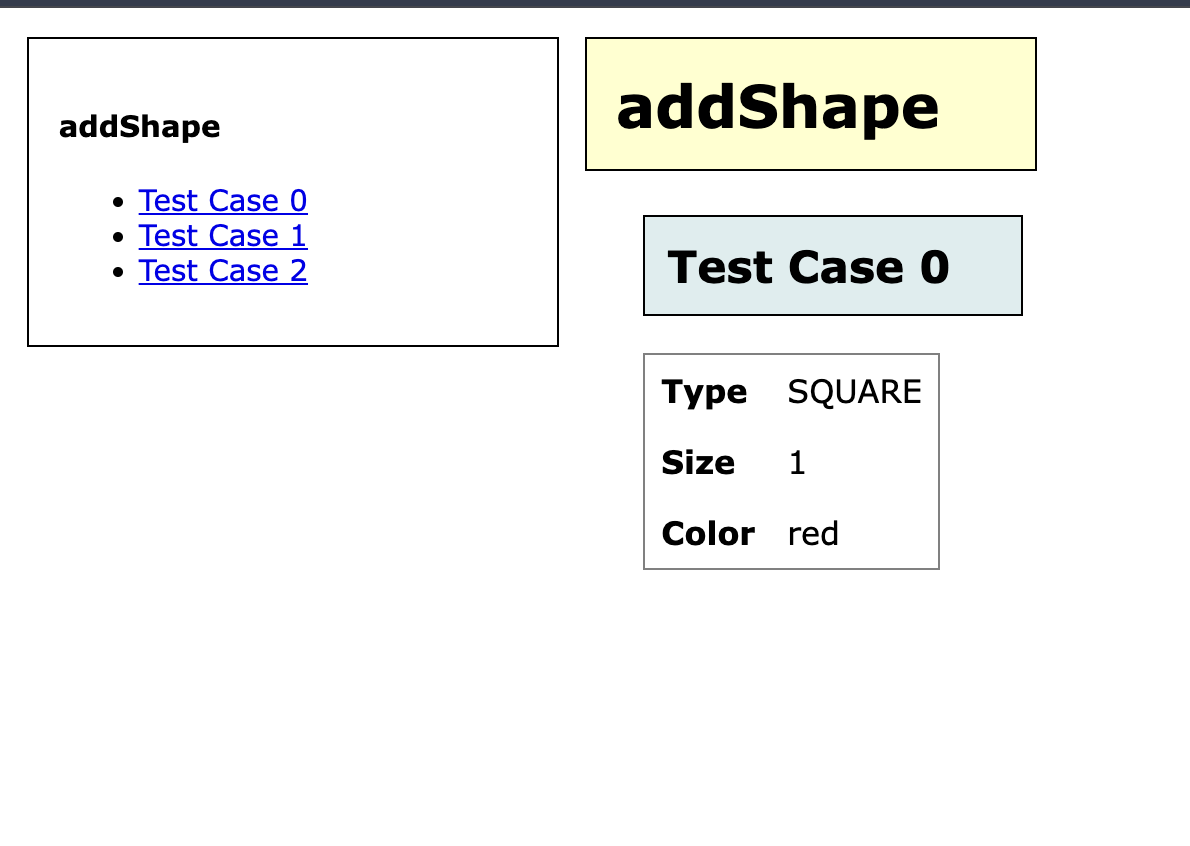 addShape
Test Case 0
Test Case 1
Test Case 2
addShape
Test Case 0
Type SQUARE
Size 1
Color red